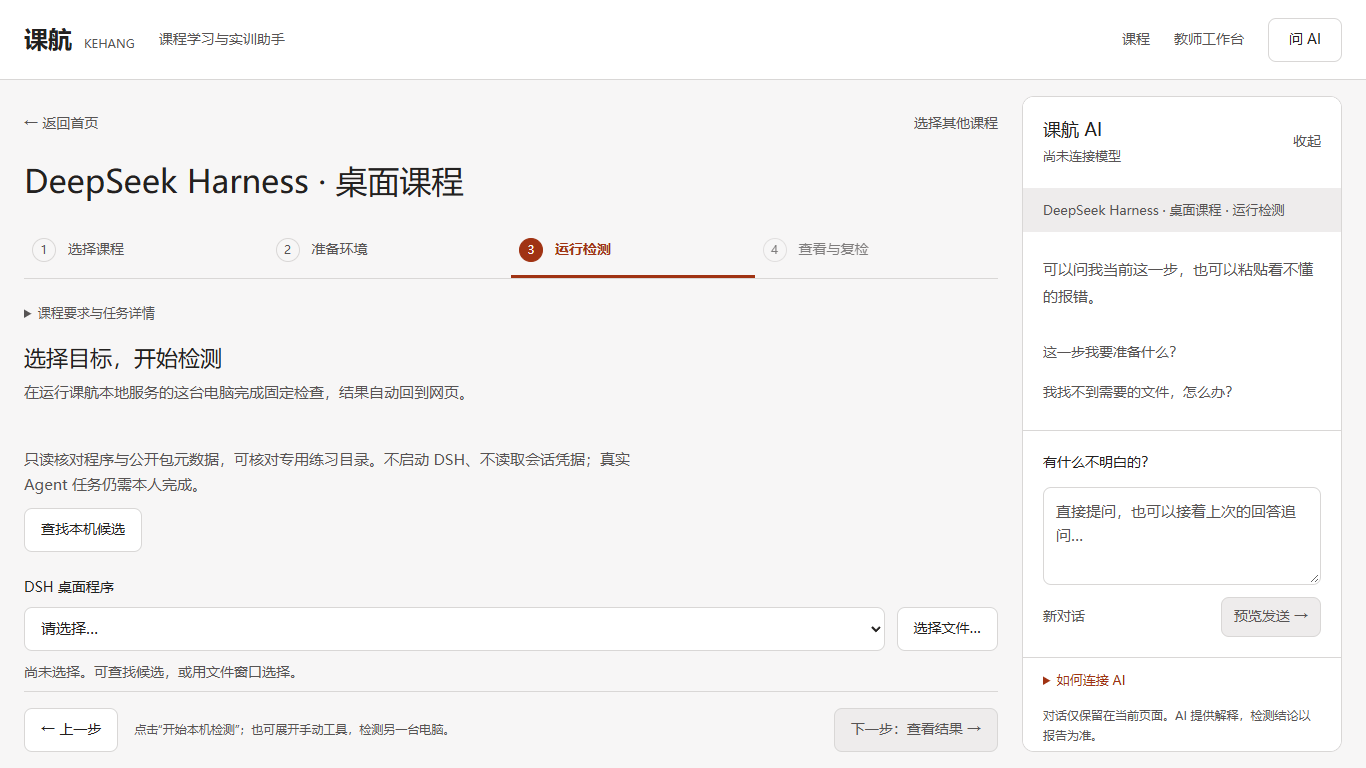 课航 KEHANG 课程学习与实训助手 课程 教师工作台 问 AI
← 返回首页 选择其他课程
DeepSeek Harness · 桌面课程
1 选择课程 2 准备环境 3 运行检测 4 查看与复检
▶ 课程要求与任务详情
选择目标，开始检测
在运行课航本地服务的这台电脑完成固定检查，结果自动回到网页。
只读核对程序与公开包元数据，可核对专用练习目录。不启动 DSH、不读取会话凭据；真实
Agent 任务仍需本人完成。
查找本机候选
DSH 桌面程序
请选择... 选择文件...
尚未选择。可查找候选，或用文件窗口选择。
← 上一步 点击“开始本机检测”；也可展开手动工具，检测另一台电脑。 下一步：查看结果 →
课航 AI
尚未连接模型
收起
DeepSeek Harness · 桌面课程 · 运行检测
可以问我当前这一步，也可以粘贴看不懂
的报错。
这一步我要准备什么？
我找不到需要的文件，怎么办？
有什么不明白的？
直接提问，也可以接着上次的回答追
问...
新对话 预览发送 →
▶ 如何连接 AI
对话仅保留在当前页面。AI 提供解释，检测结论以
报告为准。